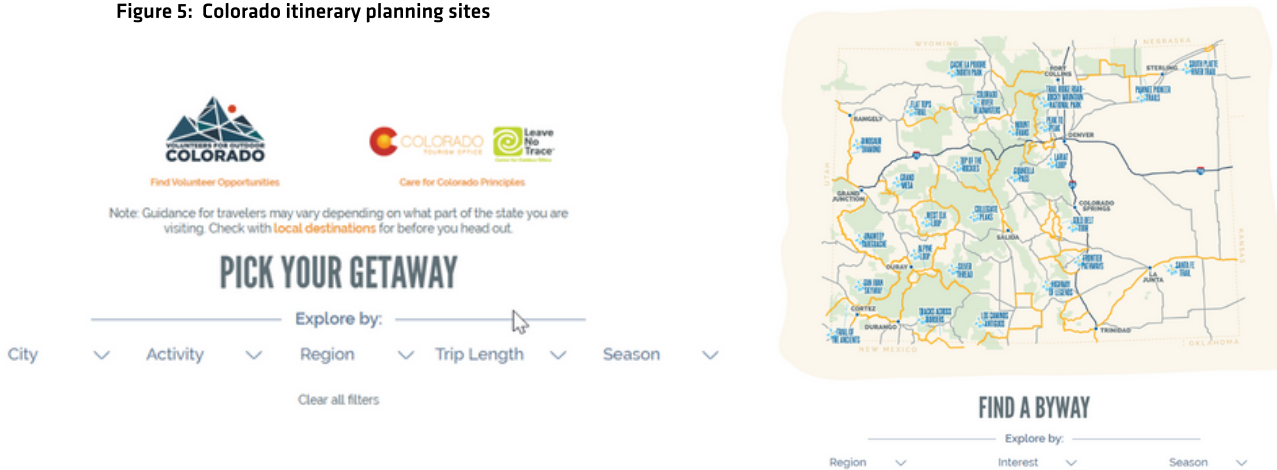 Figure 5: Colorado itinerary planning sites
VOLUNTEERS FOR OUTDOOR
COLORADO
Find Volunteer Opportunities
COLORADO
TOURISM OFFICE
Leave
No
Trace
Care for Colorado Principles
Note: Guidance for travelers may vary depending on what part of the state you are
visiting. Check with local destinations for before you head out.
PICK YOUR GETAWAY
Explore by:
City
Activity
Region
Trip Length
Season
Clear all filters
WYOMING
NEBRASKA
CACHE LA POUDRE
NORTH PARK
FORT
COLLINS
STERLING
SOUTH PLATTE
RIVER TRAIL
FLAT TOPS
TRAIL
COLORADO
RIVER
HEADWATERS
TRAIL RIDGE ROAD
ROCKY MOUNTAIN
NATIONAL PARK
PAWNEE PIONEER
TRAILS
RANGELY
MOUNT
EVANS
PEAK TO
PEAK
DENVER
DINOSAUR
DIAMOND
TOP OF THE
ROCKIES
GUANELLA
PASS
LARIAT
LOOP
UTAH
GRAND
MESA
GRAND
JUNCTION
COLORADO
SPRINGS
WEST ELK
LOOP
COLLEGIATE
PEAKS
GOLD BELT
TOUR
SALIDA
KANSAS
UNAWEEP
TABEGUACHE
ALPINE
LOOP
OURAY
SILVER
THREAD
FRONTIER
PATHWAYS
LA
JUNTA
SANTA FE
TRAIL
SAN JUAN
SKYWAY
HIGHWAY
OF LEGENDS
CORTEZ
DURANGO
TRACKS ACROSS
BORDERS
LOS CAMINOS
ANTIGUOS
TRINIDAD
TRAIL OF
THE ANCIENTS
NEW MEXICO
OKLAHOMA
FIND A BYWAY
Explore by:
Region
Interest
Season